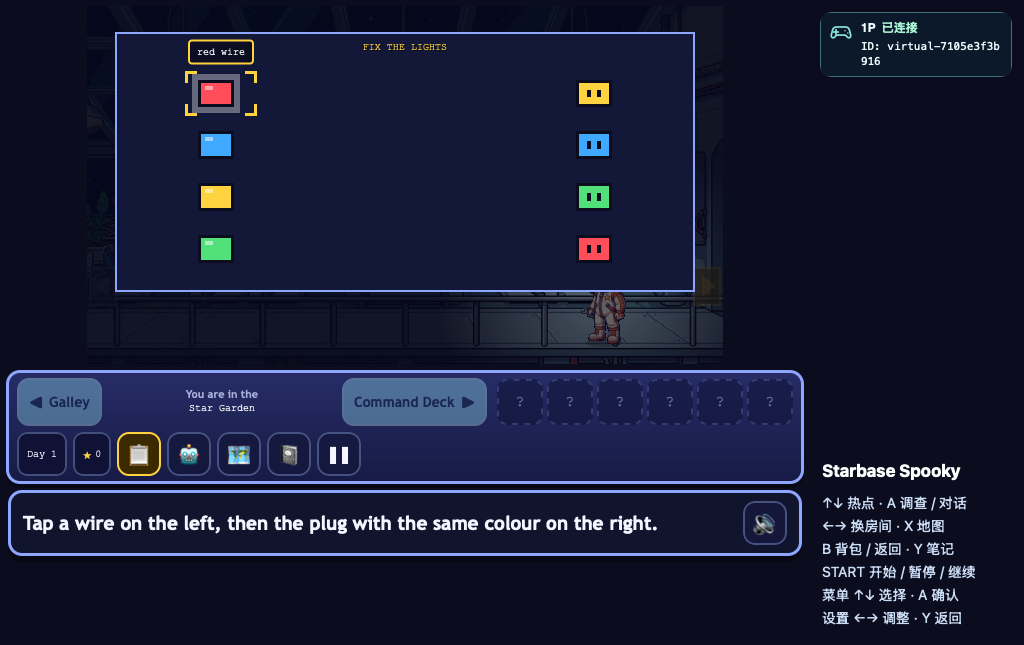 red wire
FIX THE LIGHTS
1P 已连接
ID: virtual-7105e3f3b
916
◀ Galley
You are in the
Star Garden
Command Deck ▶
? ? ? ? ? ?
Day 1
★ 0
Tap a wire on the left, then the plug with the same colour on the right.
Starbase Spooky
↑↓ 热点 · A 调查 / 对话
←→ 换房间 · X 地图
B 背包 / 返回 · Y 笔记
START 开始 / 暂停 / 继续
菜单 ↑↓ 选择 · A 确认
设置 ←→ 调整 · Y 返回